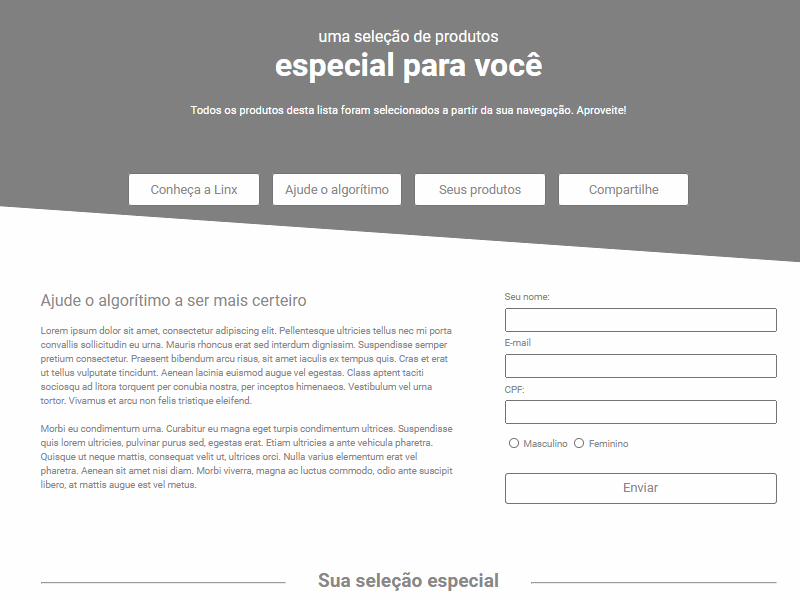 uma seleção de produtos
especial para você
Todos os produtos desta lista foram selecionados a partir da sua navegação. Aproveite!
Conheça a Linx
Ajude o algorítimo
Seus produtos
Compartilhe
Ajude o algorítimo a ser mais certeiro
Lorem ipsum dolor sit amet, consectetur adipiscing elit. Pellentesque ultricies tellus nec mi porta
convallis sollicitudin eu urna. Mauris rhoncus erat sed interdum dignissim. Suspendisse semper
pretium consectetur. Praesent bibendum arcu risus, sit amet iaculis ex tempus quis. Cras et erat
ut tellus vulputate tincidunt. Aenean lacinia euismod augue vel egestas. Class aptent taciti
sociosqu ad litora torquent per conubia nostra, per inceptos himenaeos. Vestibulum vel urna
tortor. Vivamus et arcu non felis tristique eleifend.
Morbi eu condimentum urna. Curabitur eu magna eget turpis condimentum ultrices. Suspendisse
quis lorem ultricies, pulvinar purus sed, egestas erat. Etiam ultricies a ante vehicula pharetra.
Quisque ut neque mattis, consequat velit ut, ultrices orci. Nulla varius elementum erat vel
pharetra. Aenean sit amet nisi diam. Morbi viverra, magna ac luctus commodo, odio ante suscipit
libero, at mattis augue est vel metus.
Seu nome:
E-mail
CPF:
Masculino Feminino
Enviar
Sua seleção especial